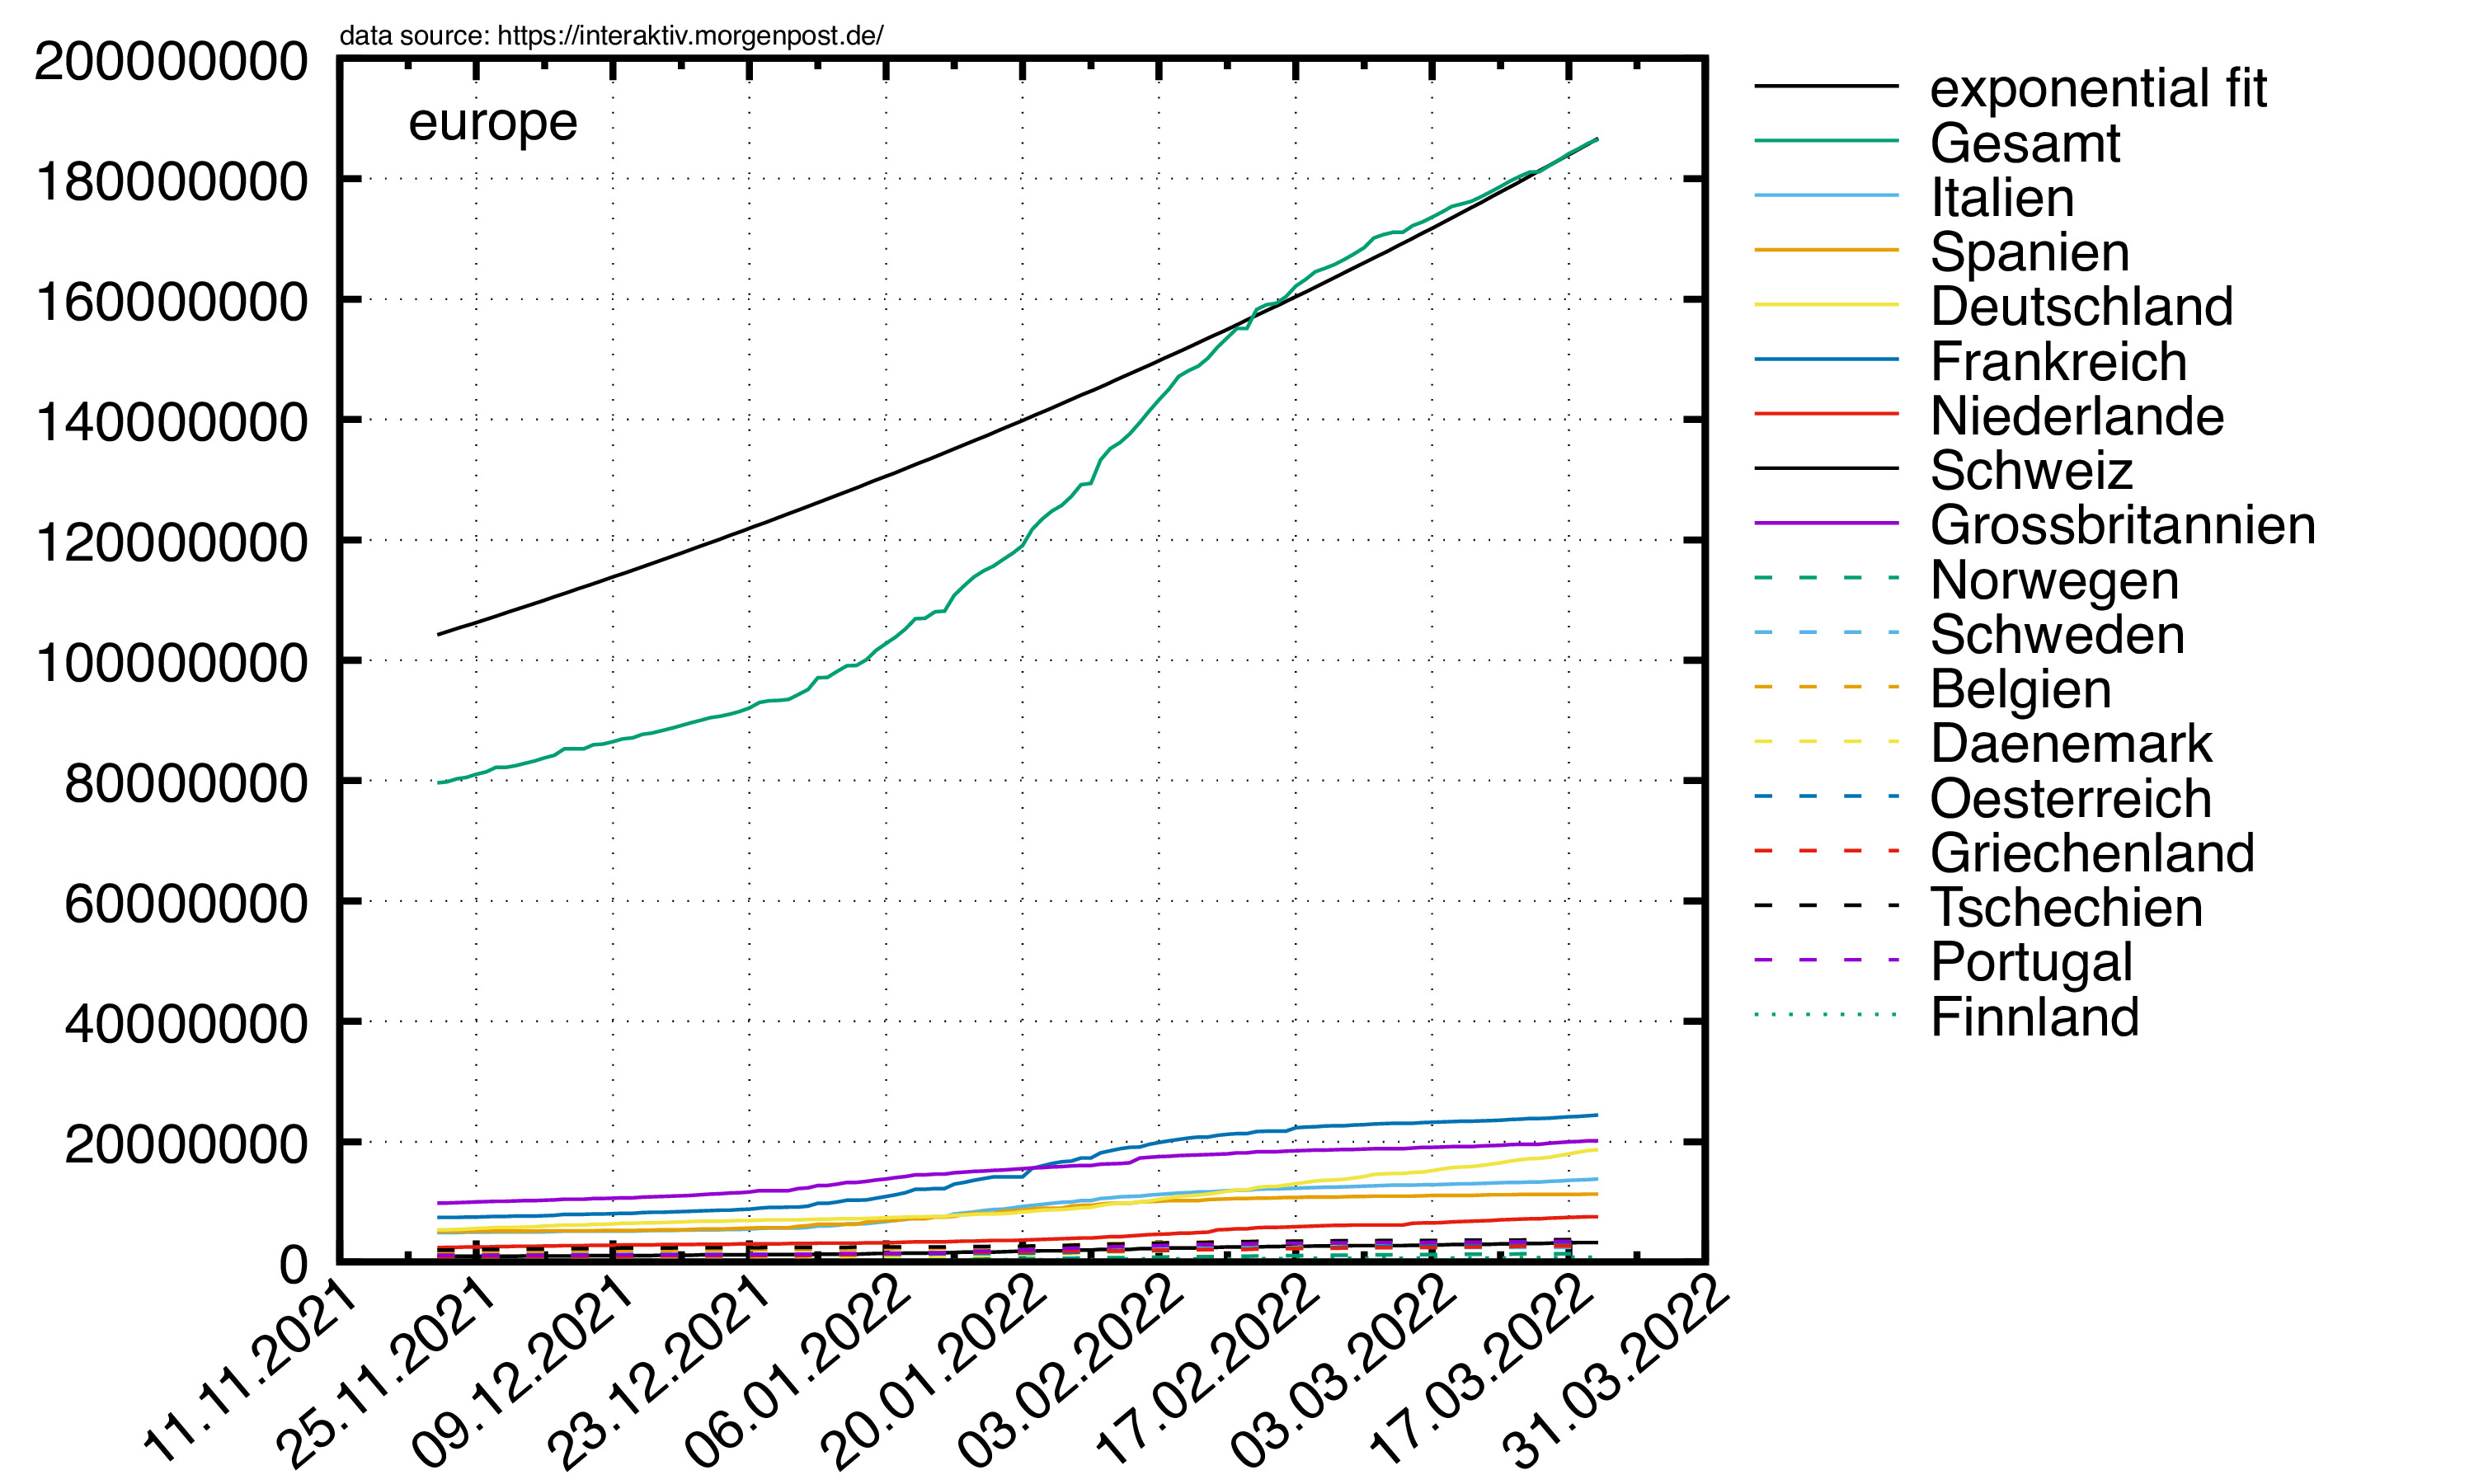 data source: https://interaktiv.morgenpost.de/
europe
200000000
180000000
160000000
140000000
120000000
100000000
80000000
60000000
40000000
20000000
0
11.11.2021
25.11.2021
09.12.2021
23.12.2021
06.01.2022
20.01.2022
03.02.2022
17.02.2022
03.03.2022
17.03.2022
31.03.2022
exponential fit
Gesamt
Italien
Spanien
Deutschland
Frankreich
Niederlande
Schweiz
Grossbritannien
Norwegen
Schweden
Belgien
Daenemark
Oesterreich
Griechenland
Tschechien
Portugal
Finnland